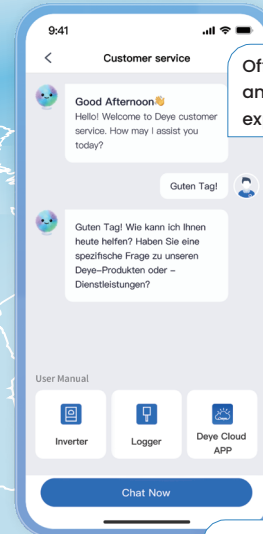 9:41
Customer service
Of
an
ex
Good Afternoon👋
Hello! Welcome to Deye customer
service. How may I assist you
today?
Guten Tag!
Guten Tag! Wie kann ich Ihnen
heute helfen? Haben Sie eine
spezifische Frage zu unseren
Deye-Produkten oder –
Dienstleistungen?
User Manual
Inverter
Logger
Deye Cloud
APP
Chat Now